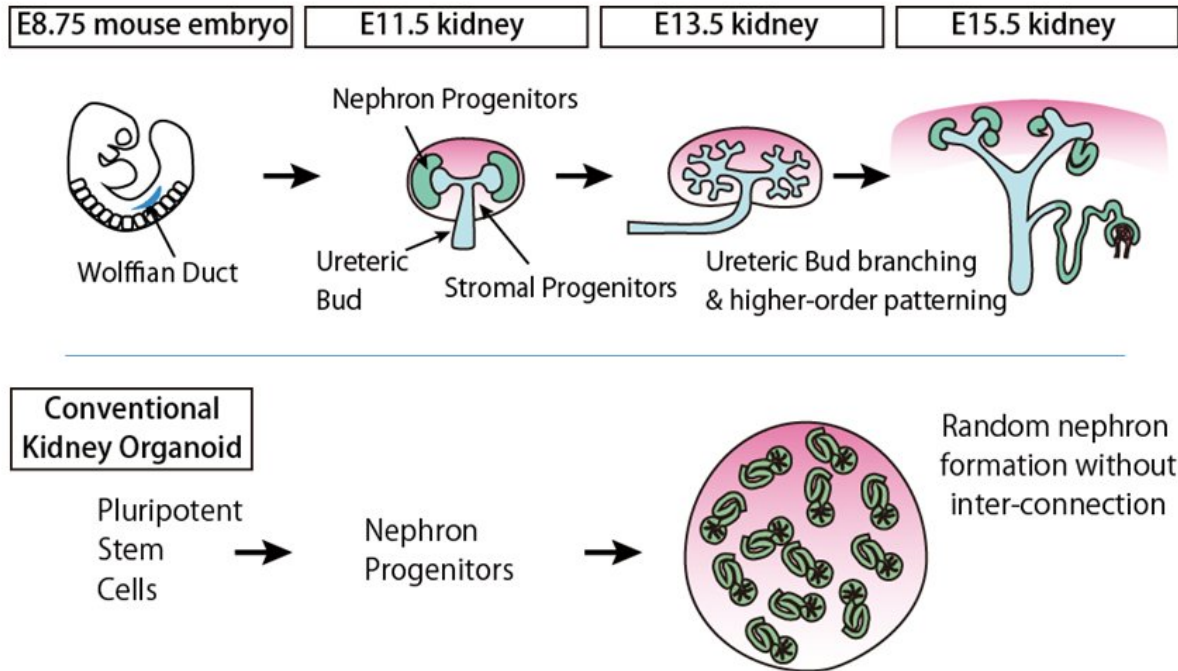 E8.75 mouse embryo
E11.5 kidney
E13.5 kidney
E15.5 kidney
Nephron Progenitors
Wolffian Duct
Ureteric
Bud
Stromal Progenitors
Ureteric Bud branching
& higher-order patterning
Conventional
Kidney Organoid
Pluripotent
Stem
Cells
Nephron
Progenitors
Random nephron
formation without
inter-connection